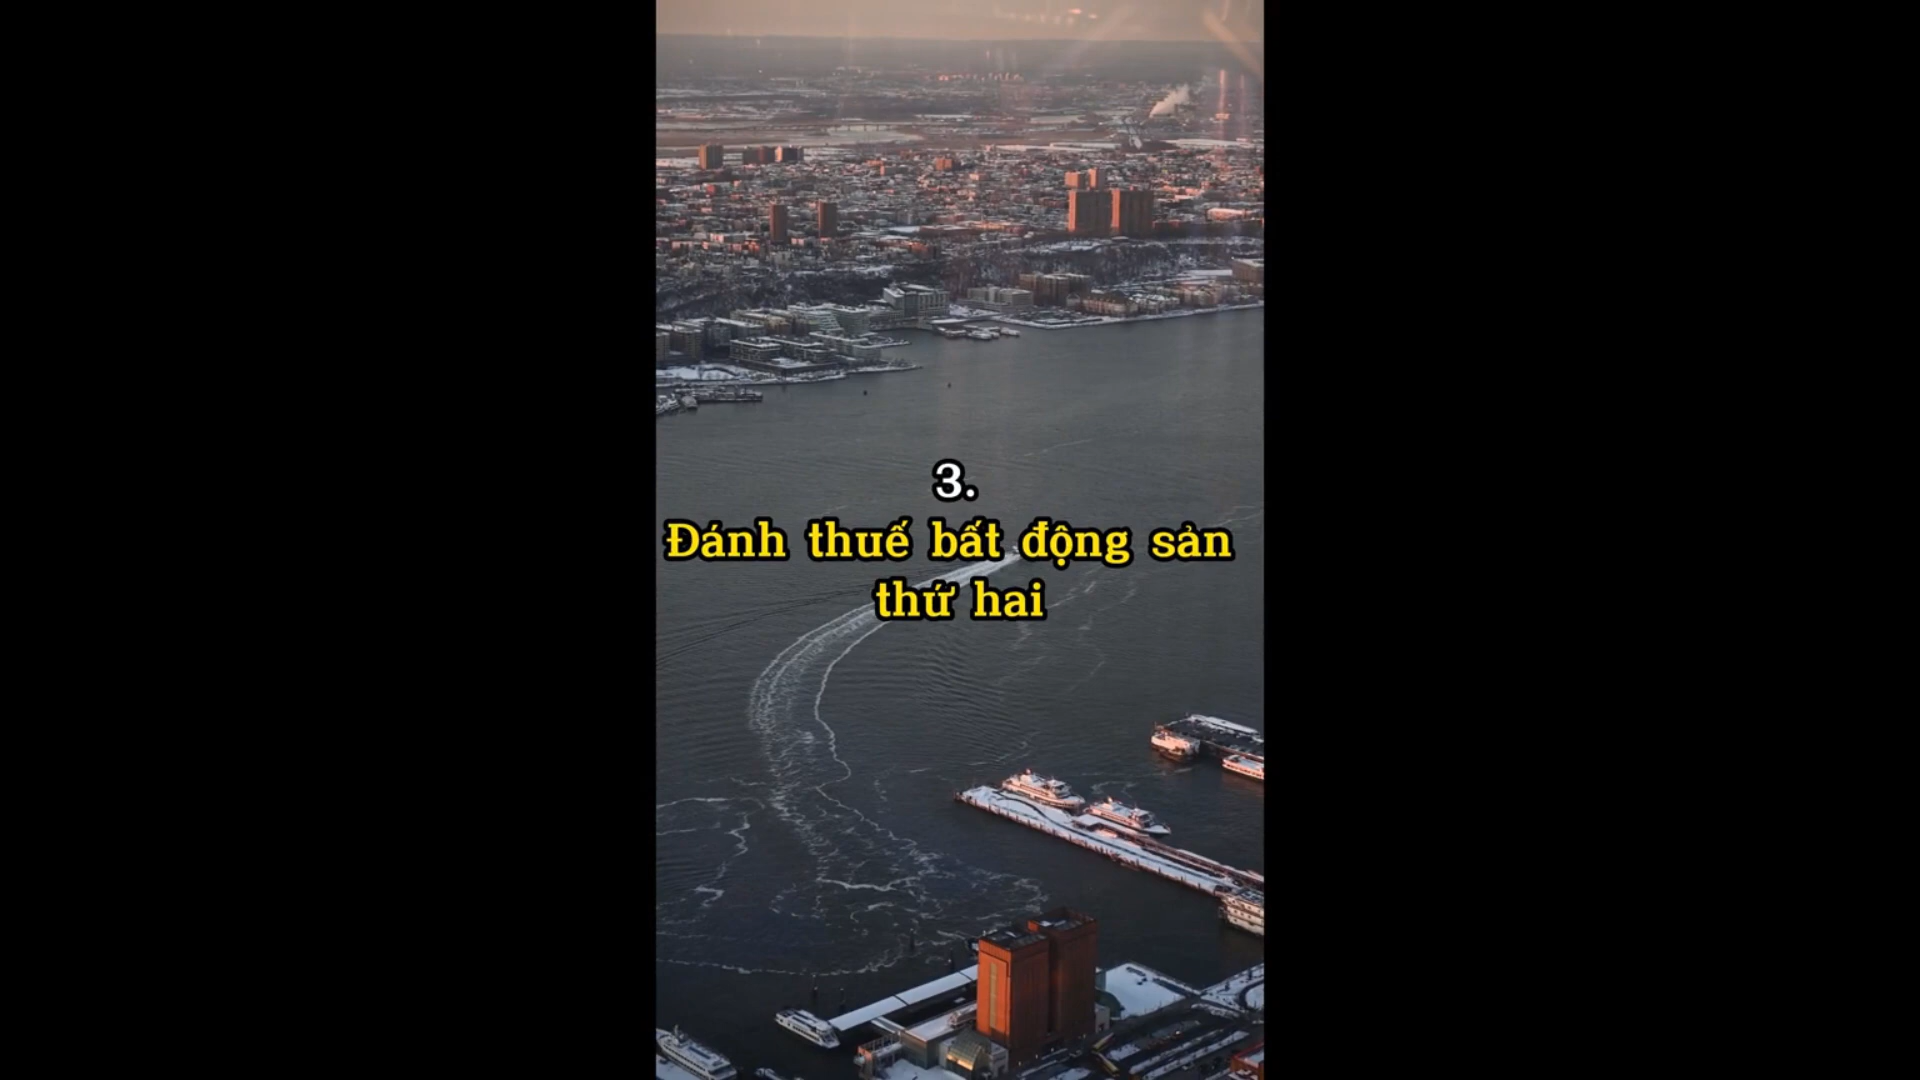 3.
Đánh thuế bất động sản
thứ hai